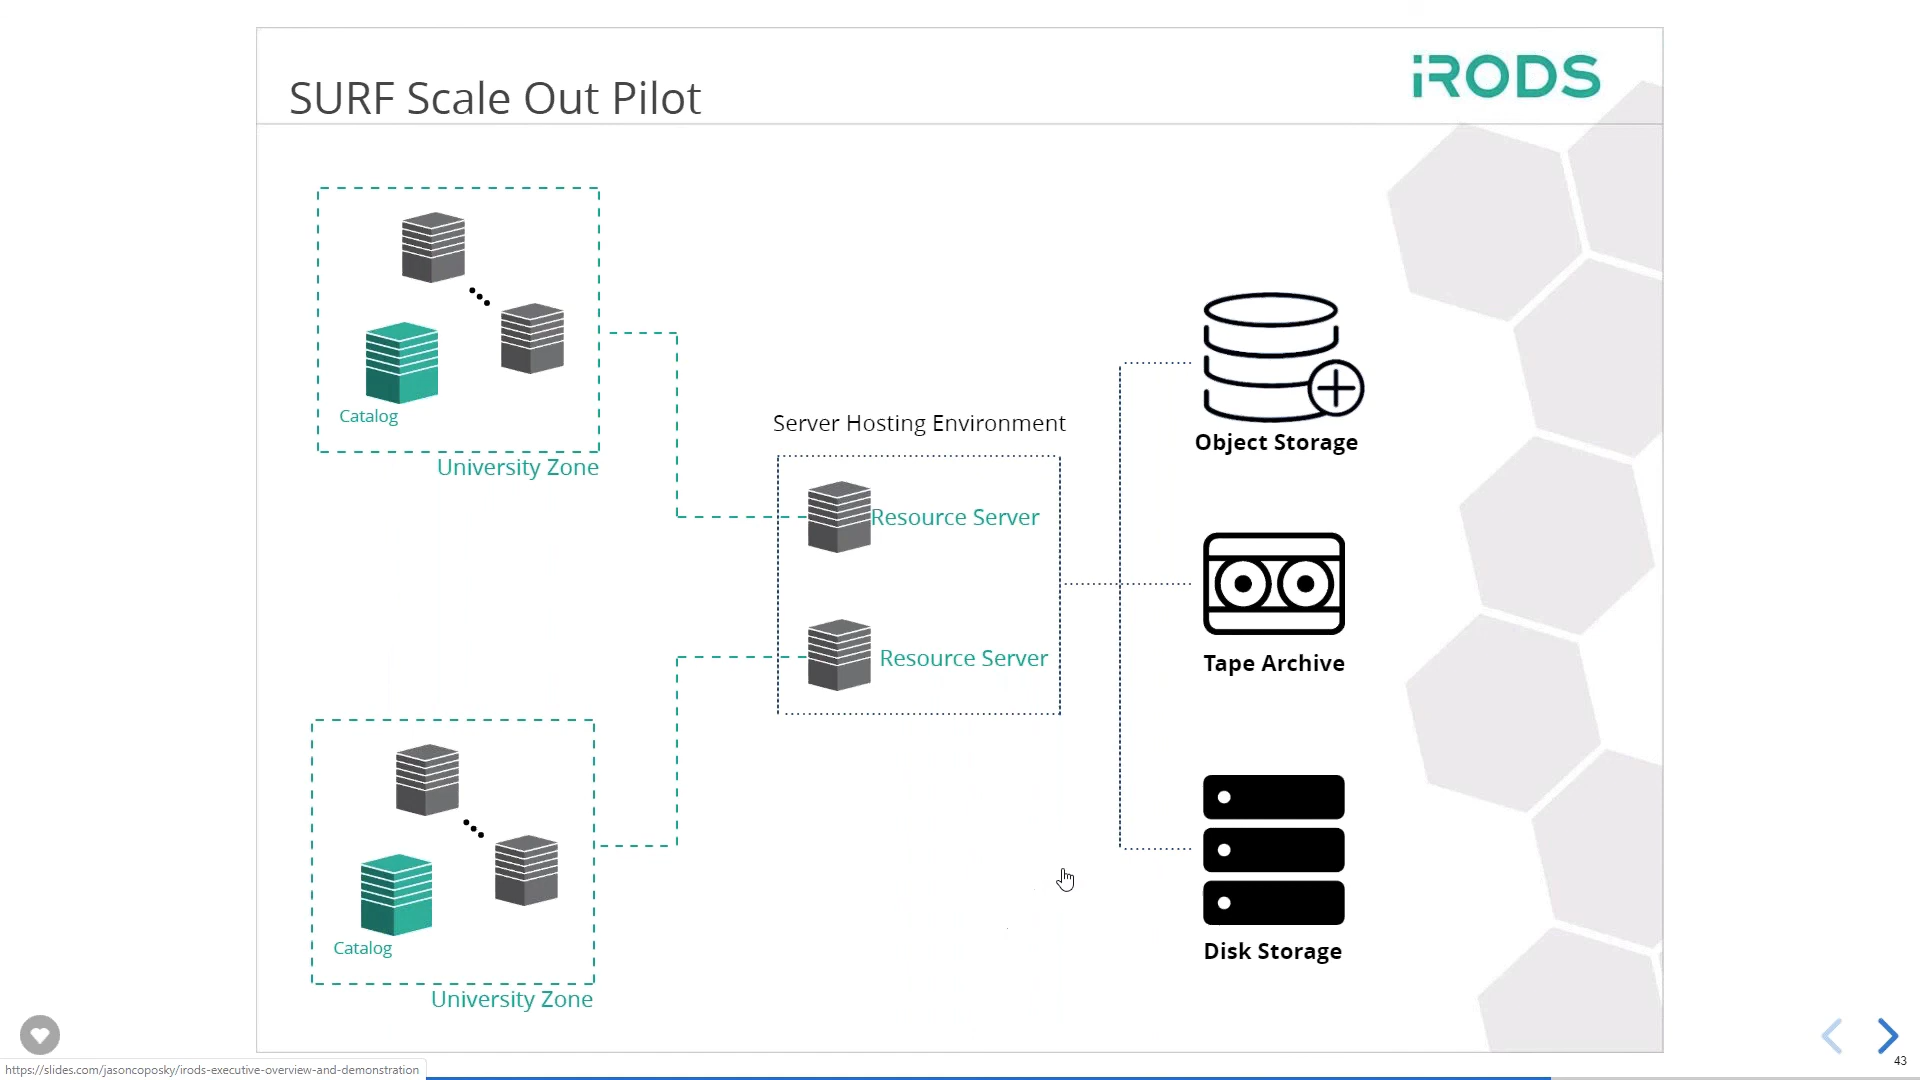 SURF Scale Out Pilot
iRODS
Catalog
University Zone
Server Hosting Environment
Resource Server
Resource Server
Object Storage
Tape Archive
Disk Storage
Catalog
University Zone
43
https://slides.com/jasoncoposky/irods-executive-overview-and-demonstration